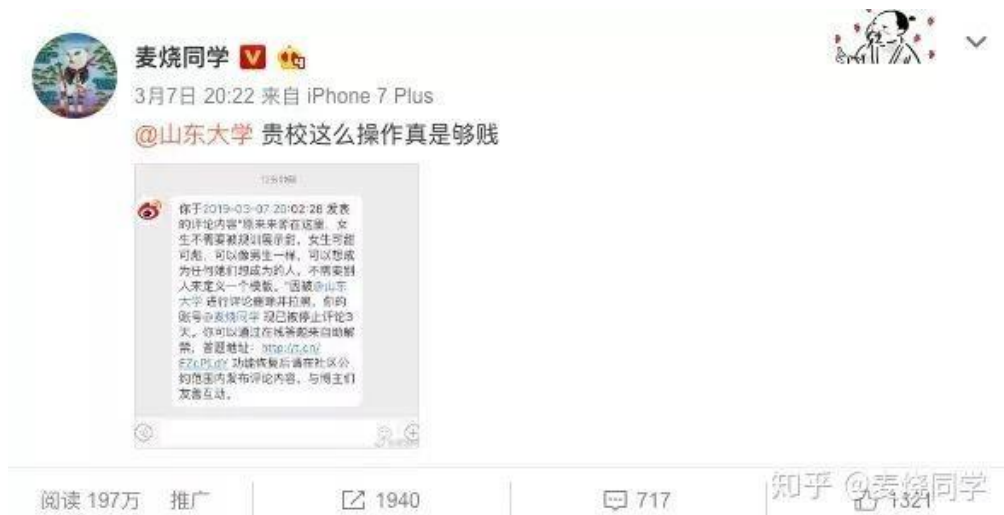 麦烧同学
3月7日 20:22 来自 iPhone 7 Plus
@山东大学 贵校这么操作真是够贱
你于2019-03-07 20:02:28 发表
的评论内容"原来来客在这里,女
生不需要被规训展示甜,女生可甜
可彪,可以像男生一样,可以想成
为任何她们想成为的人,不需要别
人来定义一个模版。"因被@山东
大学 进行评论删除并拉黑,你的
账号@麦烧同学 现已被停止评论3
天。你可以通过在线答题来自助解
禁,答题地址: http://t.cn/
功能恢复后请在社区公
约范围内发布评论内容,与博主们
友善互动。
阅读 197万 推广 1940 717 1321
知乎 @麦烧同学